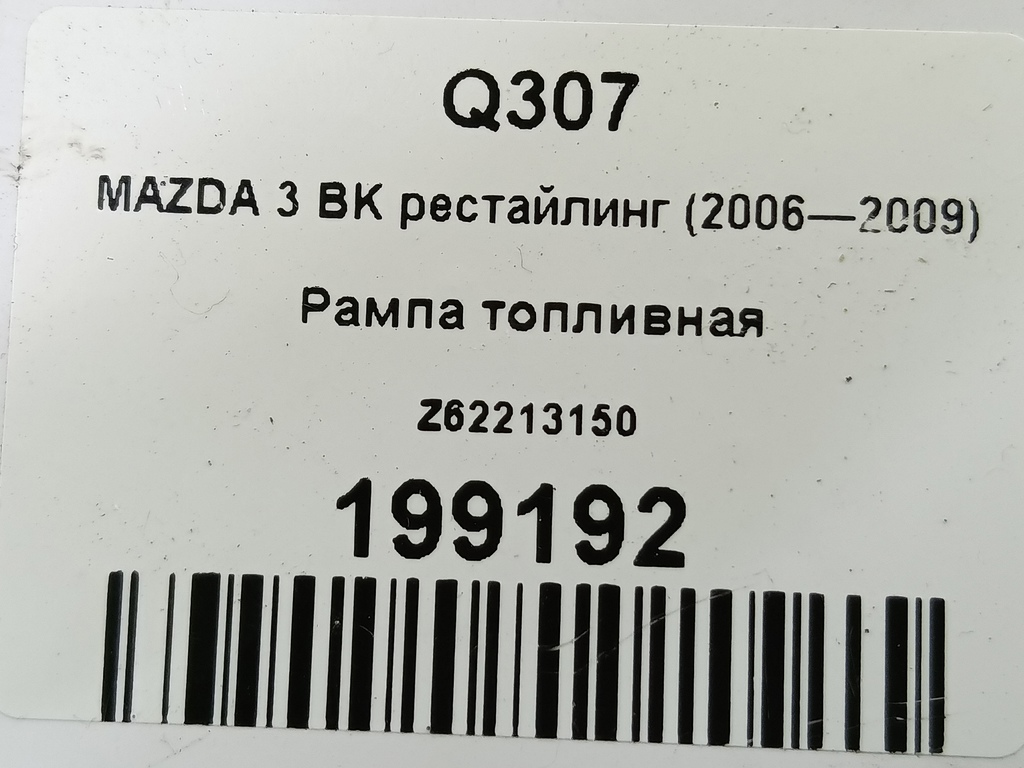 Q307
MAZDA 3 BK рестайлинг (2006—2009)
Рампа топливная
Z62213150
199192